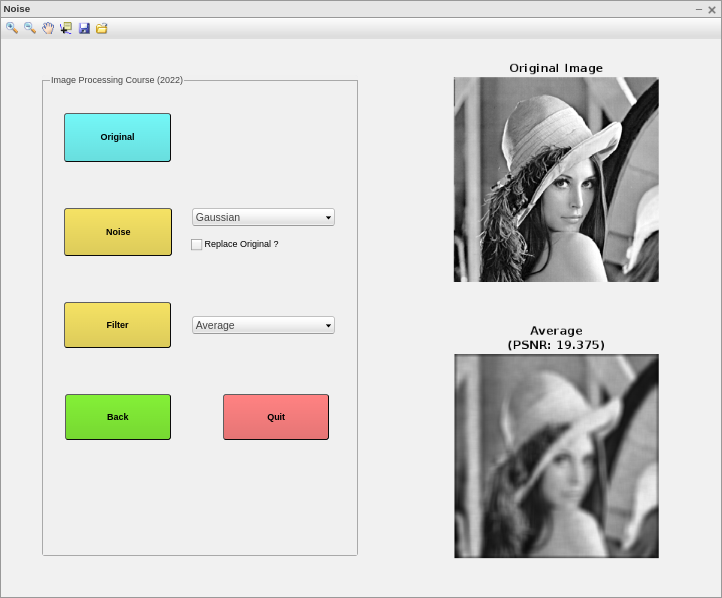 Noise
Image Processing Course (2022)
Original
Noise
Gaussian
Replace Original ?
Filter
Average
Back
Quit
Original Image
Average
(PSNR: 19.375)